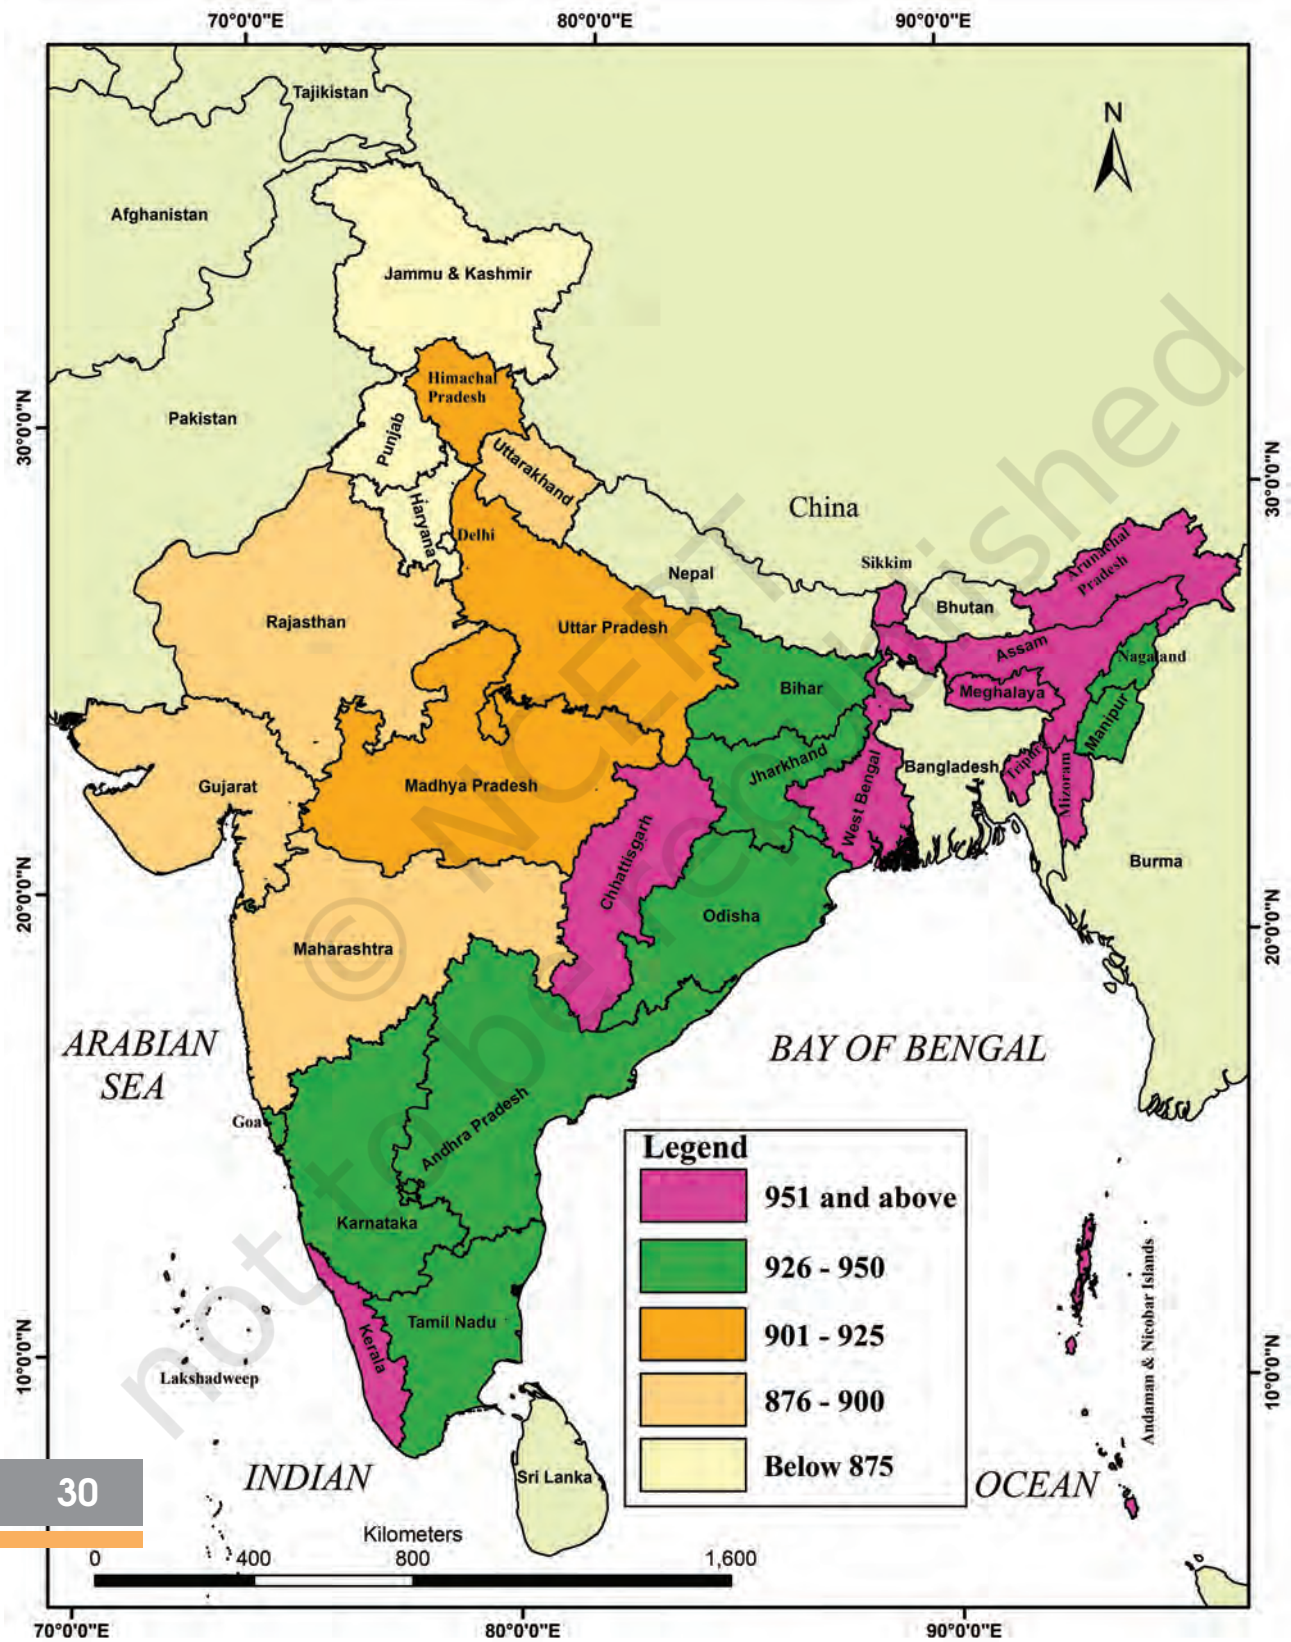 70°0'0"E 80°0'0"E 90°0'0"E
N
Tajikistan
Afghanistan
Jammu & Kashmir
Himachal
Pradesh
Pakistan
Punjab
30°0'0"N
Uttarakhand
30°0'0"N
Haryana
China
Delhi
Arunachal
Pradesh
Sikkim
Nepal
Bhutan
Rajasthan
Uttar Pradesh
Assam
Nagaland
Bihar
Meghalaya
Manipur
Jharkhand
Tripur
Bangladesh
Gujarat
Madhya Pradesh
West Bengal
Mizoram
Chhattisgarh
Burma
20°0'0"N
Odisha
20°0'0"N
Maharashtra
ARABIAN
SEA
BAY OF BENGAL
Goa
Andhra Pradesh
Karnataka
Legend
951 and above
926 - 950
901 - 925
876 - 900
Below 875
Tamil Nadu
Kerala
Andaman & Nicobar Islands
10°0'0"N
10°0'0"N
Lakshadweep
INDIAN
Sri Lanka
OCEAN
30
Kilometers
0 400 800 1,600
70°0'0"E 80°0'0"E 90°0'0"E
© NCERT
not to be republished